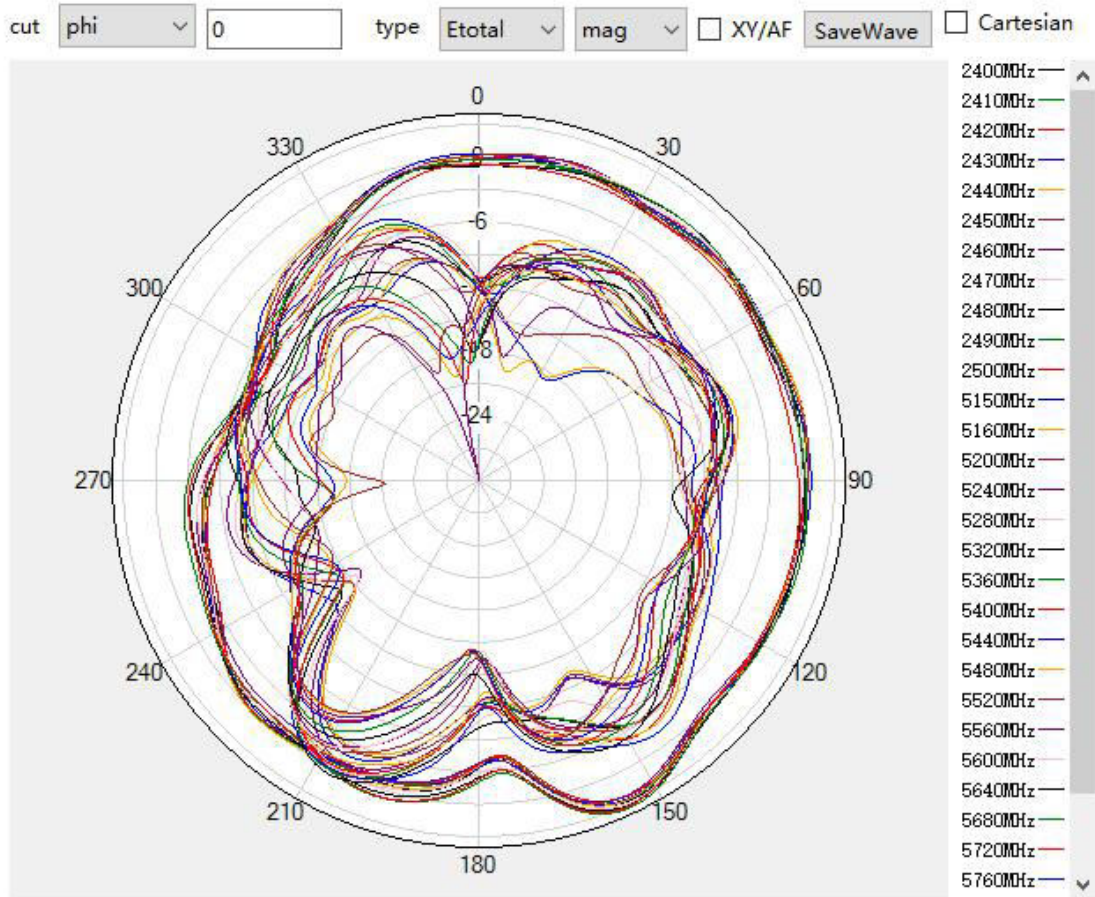 cut phi 0 type Etotal mag XY/AF SaveWave Cartesian
0
330 30
0
-6
300 60
-18
-24
270 90
240 120
210 150
180
2400MHz
2410MHz
2420MHz
2430MHz
2440MHz
2450MHz
2460MHz
2470MHz
2480MHz
2490MHz
2500MHz
5150MHz
5160MHz
5200MHz
5240MHz
5280MHz
5320MHz
5360MHz
5400MHz
5440MHz
5480MHz
5520MHz
5560MHz
5600MHz
5640MHz
5680MHz
5720MHz
5760MHz